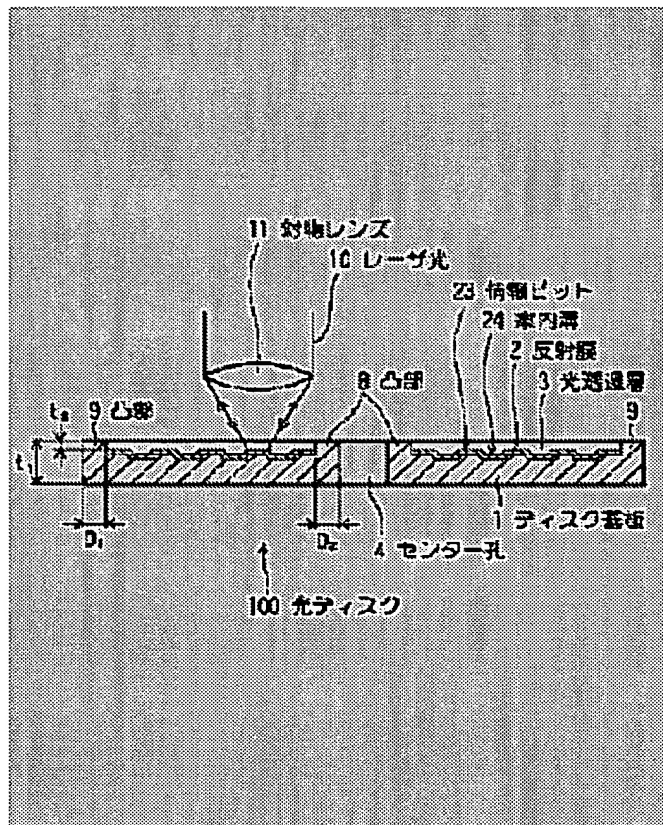 11 対物レンズ
10 レーザ光
23 情報ピット
24 案内溝
2 反射膜
3 光透過層
9 凸部
8 凸部
9
t₁
1 ディスク基板
D₁
D₂
4 センター孔
100 光ディスク